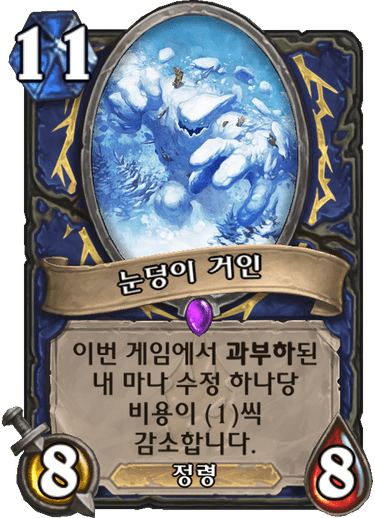 11
눈덩이 거인
이번 게임에서 과부하된
내 마나 수정 하나당
비용이 (1)씩
감소합니다.
8
정령
8